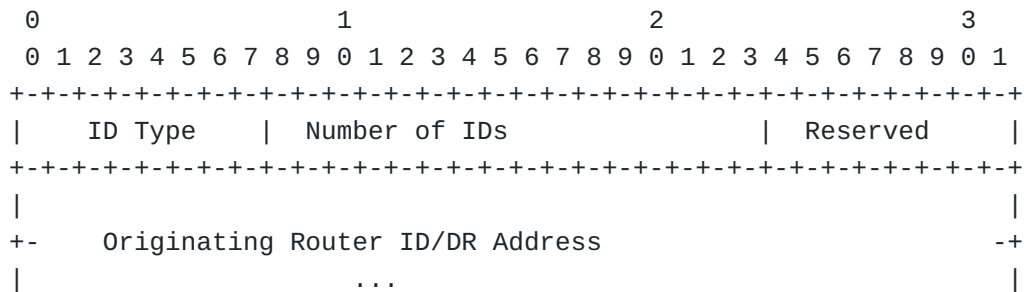 0                   1                   2                   3
 0 1 2 3 4 5 6 7 8 9 0 1 2 3 4 5 6 7 8 9 0 1 2 3 4 5 6 7 8 9 0 1
+-+-+-+-+-+-+-+-+-+-+-+-+-+-+-+-+-+-+-+-+-+-+-+-+-+-+-+-+-+-+-+-+
|    ID Type    |  Number of IDs                |  Reserved     |
+-+-+-+-+-+-+-+-+-+-+-+-+-+-+-+-+-+-+-+-+-+-+-+-+-+-+-+-+-+-+-+-+
|                                                               |
+-    Originating Router ID/DR Address                         -+
|                     ...                                       |